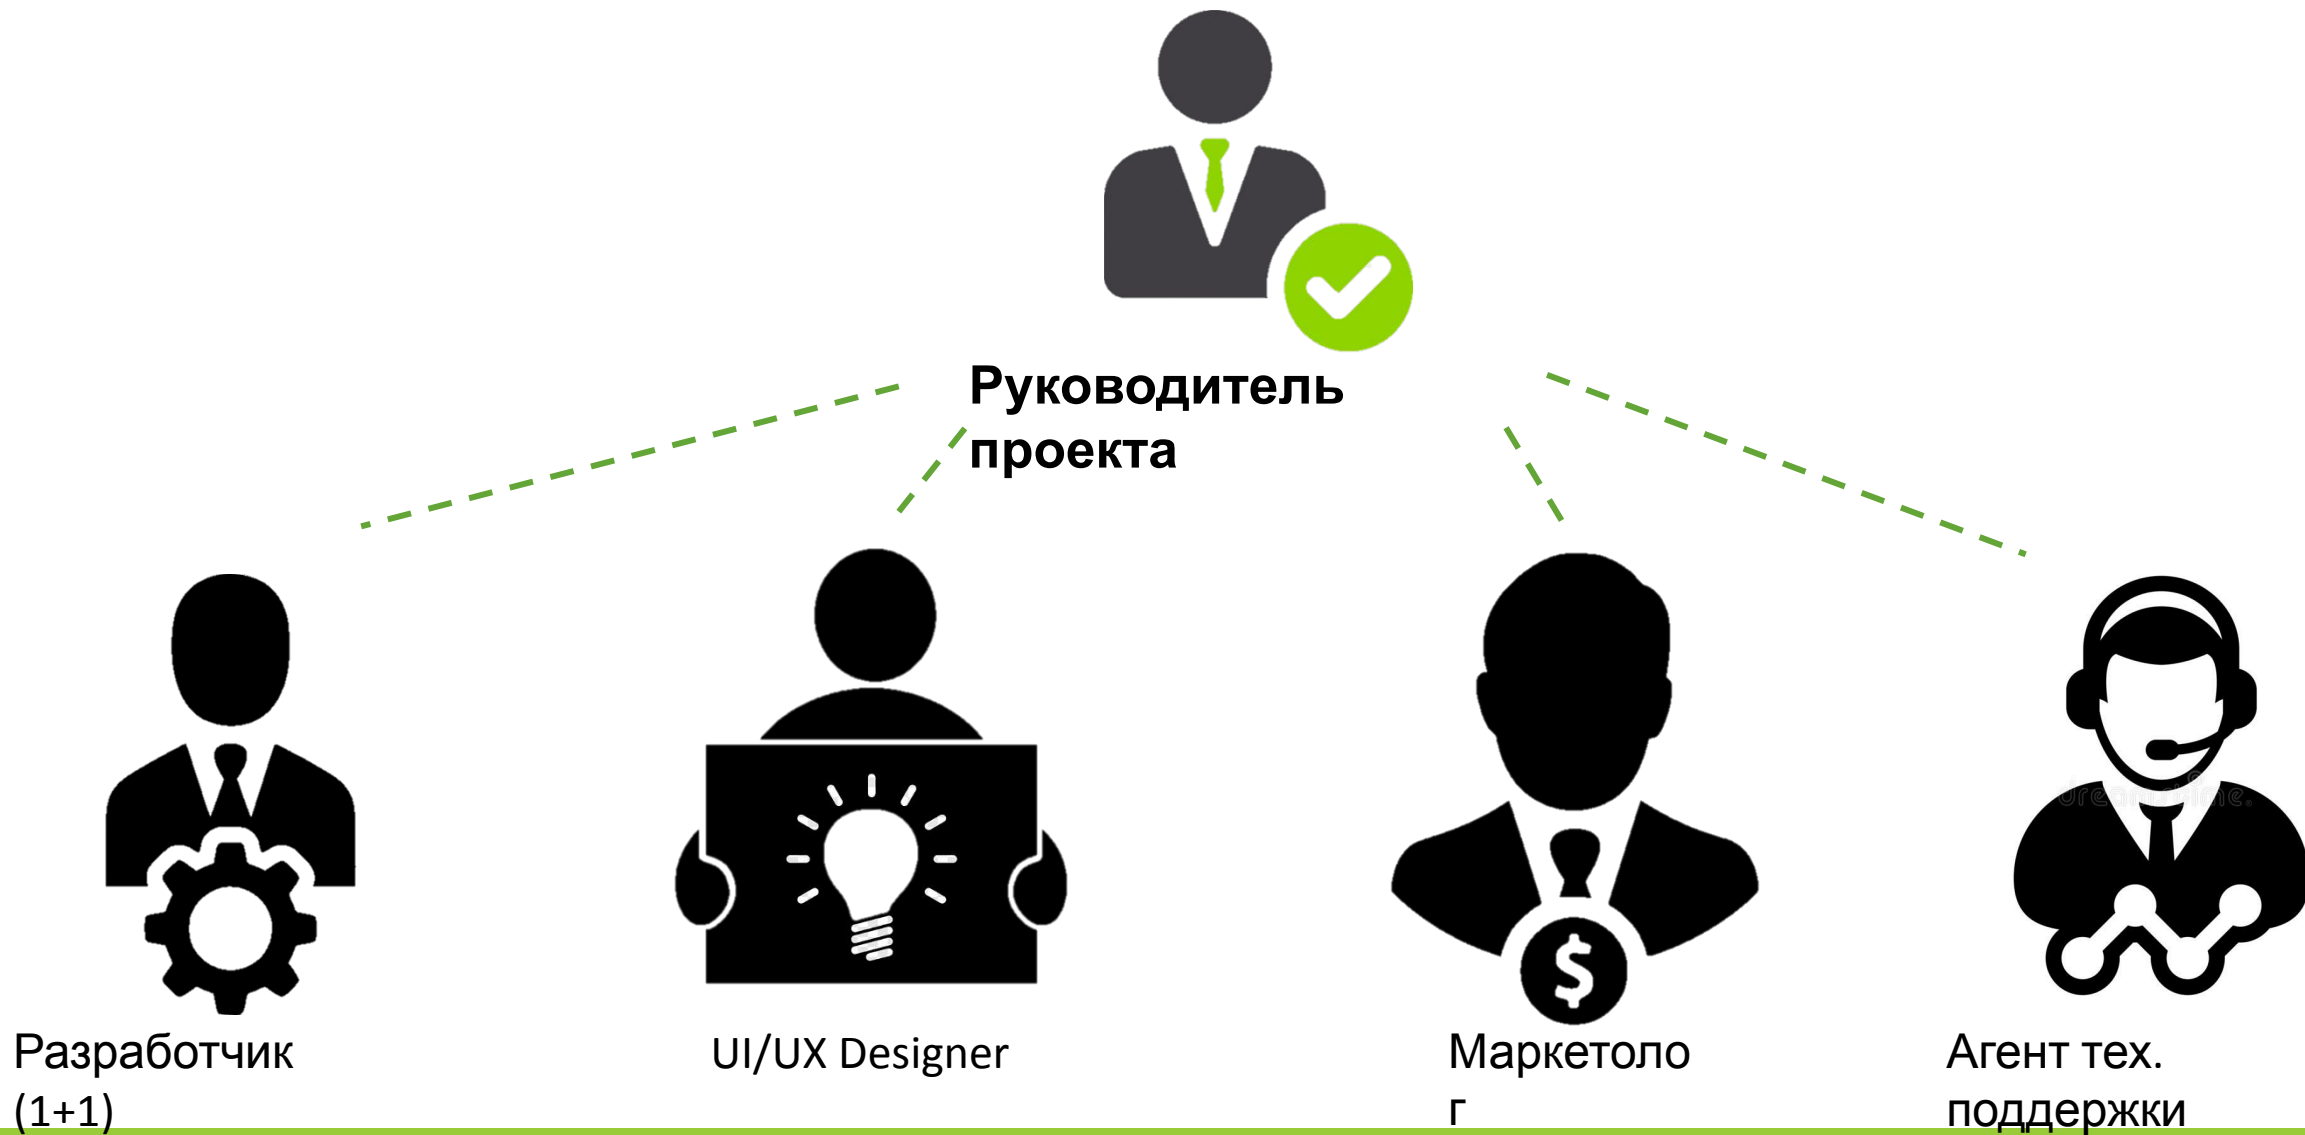 Руководитель
проекта
Разработчик
(1+1)
UI/UX Designer
Маркетоло
г
Агент тех.
поддержки